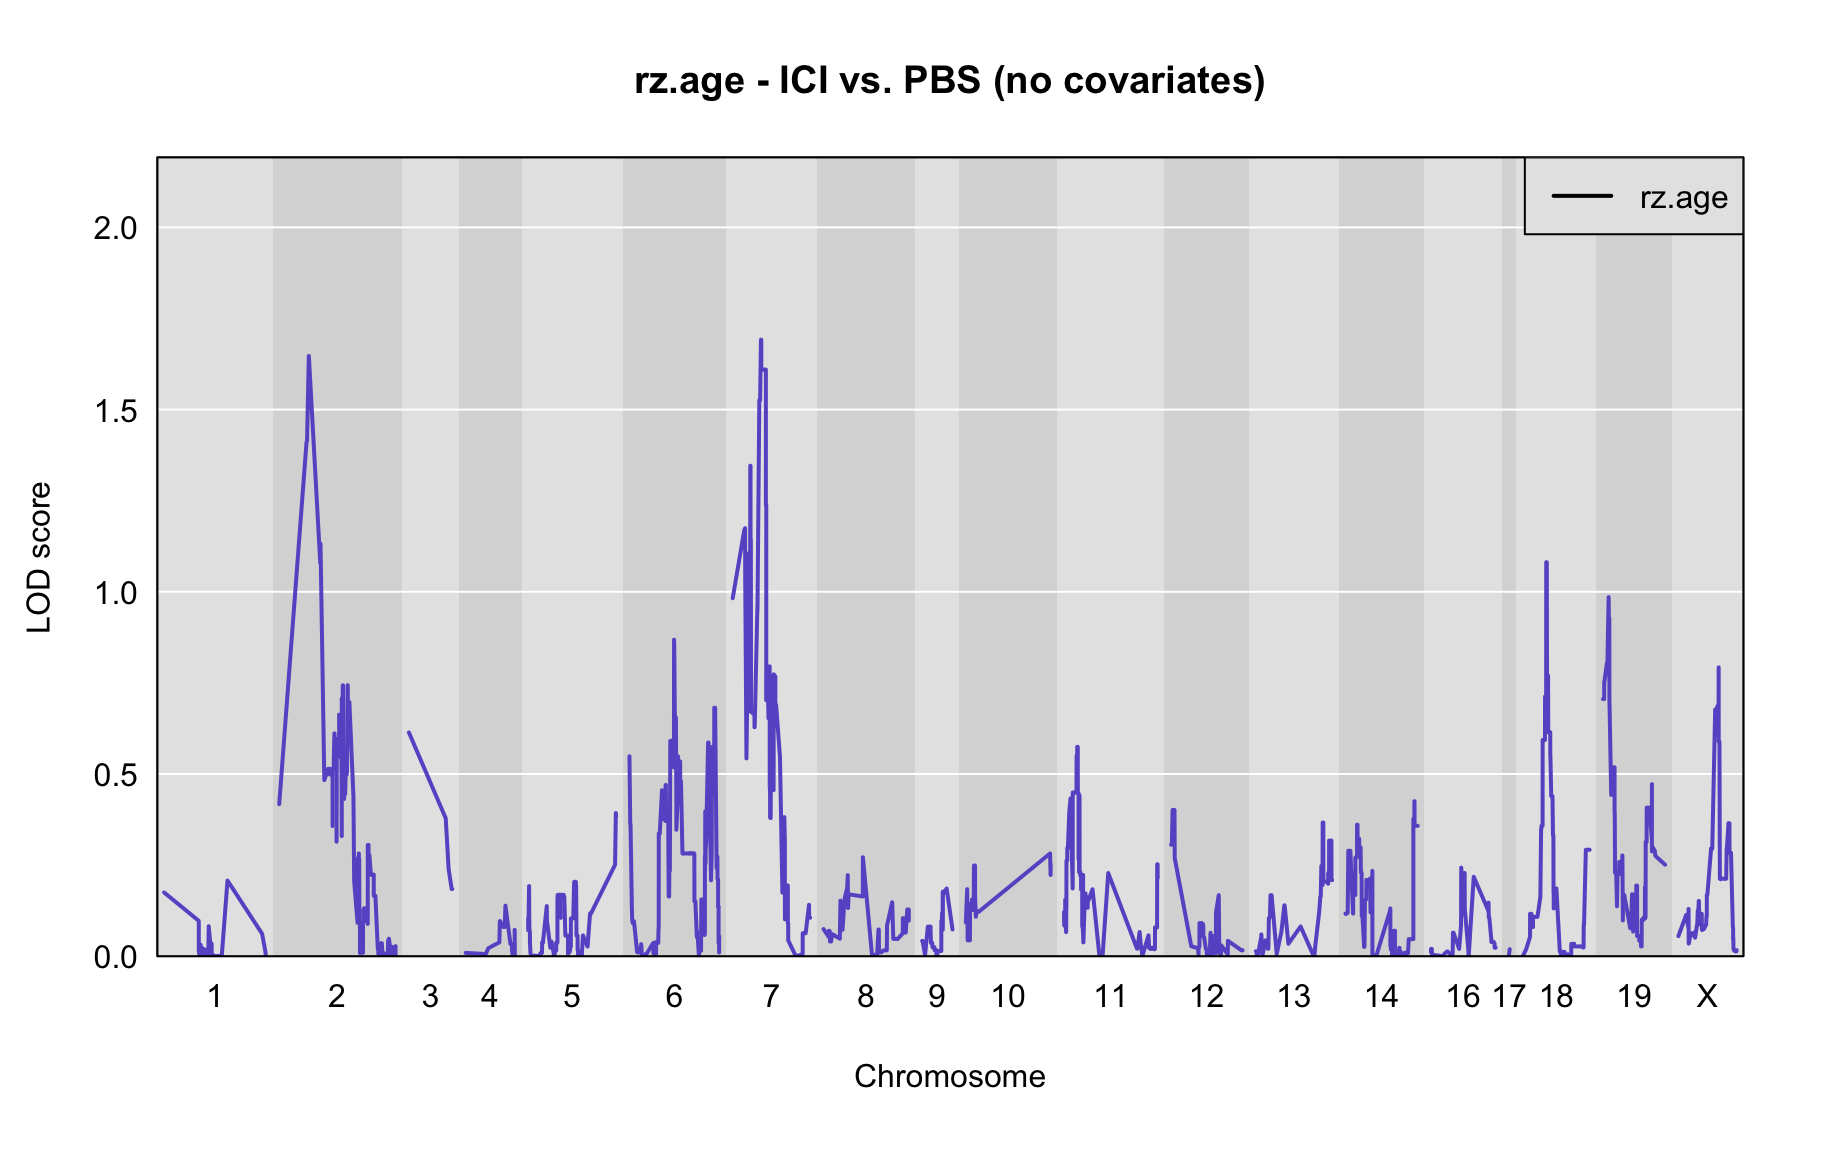 rz.age - ICI vs. PBS (no covariates)
rz.age
2.0
1.5
1.0
0.5
0.0
LOD score
1 2 3 4 5 6 7 8 9 10 11 12 13 14 16 17 18 19 X
Chromosome